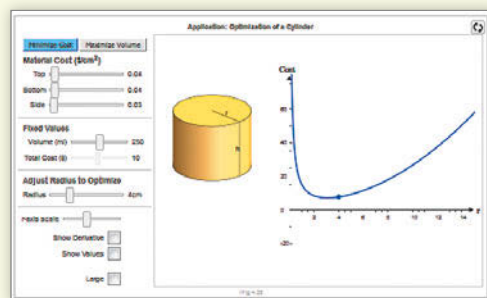 Application: Optimization of a Cylinder
Minimize Cost Maximize Volume
Material Cost ($/cm²)
Top 0.04
Bottom 0.04
Side 0.03
Fixed Values
Volume (ml) 250
Total Cost ($) 10
Adjust Radius to Optimize
Radius 4cm
Show Derivative
Show Values
Large
r
h
Cost
60
40
20
0
-20
2 4 6 8 10 12 14
r